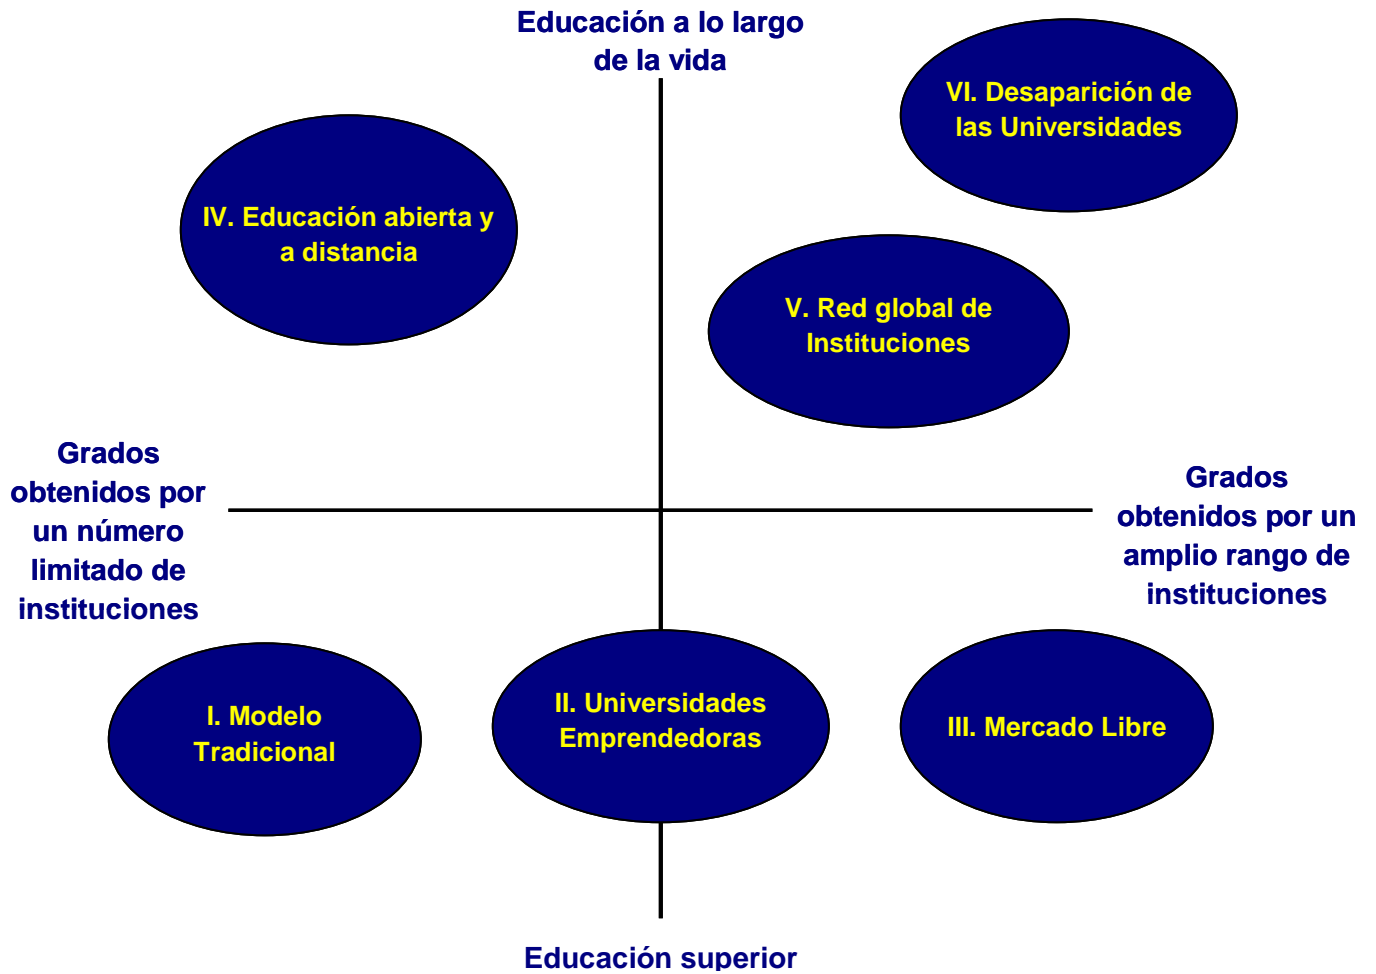 Educación a lo largo
de la vida
VI. Desaparición de
las Universidades
IV. Educación abierta y
a distancia
V. Red global de
Instituciones
Grados
obtenidos por
un número
limitado de
instituciones
Grados
obtenidos por un
amplio rango de
instituciones
I. Modelo
Tradicional
II. Universidades
Emprendedoras
III. Mercado Libre
Educación superior